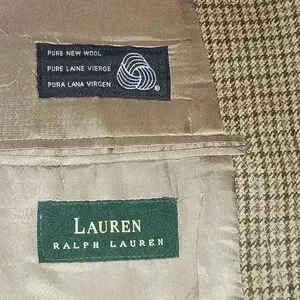 PURE NEW WOOL
PURE LAINE VIERGE
PURA LANA VIRGEN
®
LAUREN
RALPH LAUREN